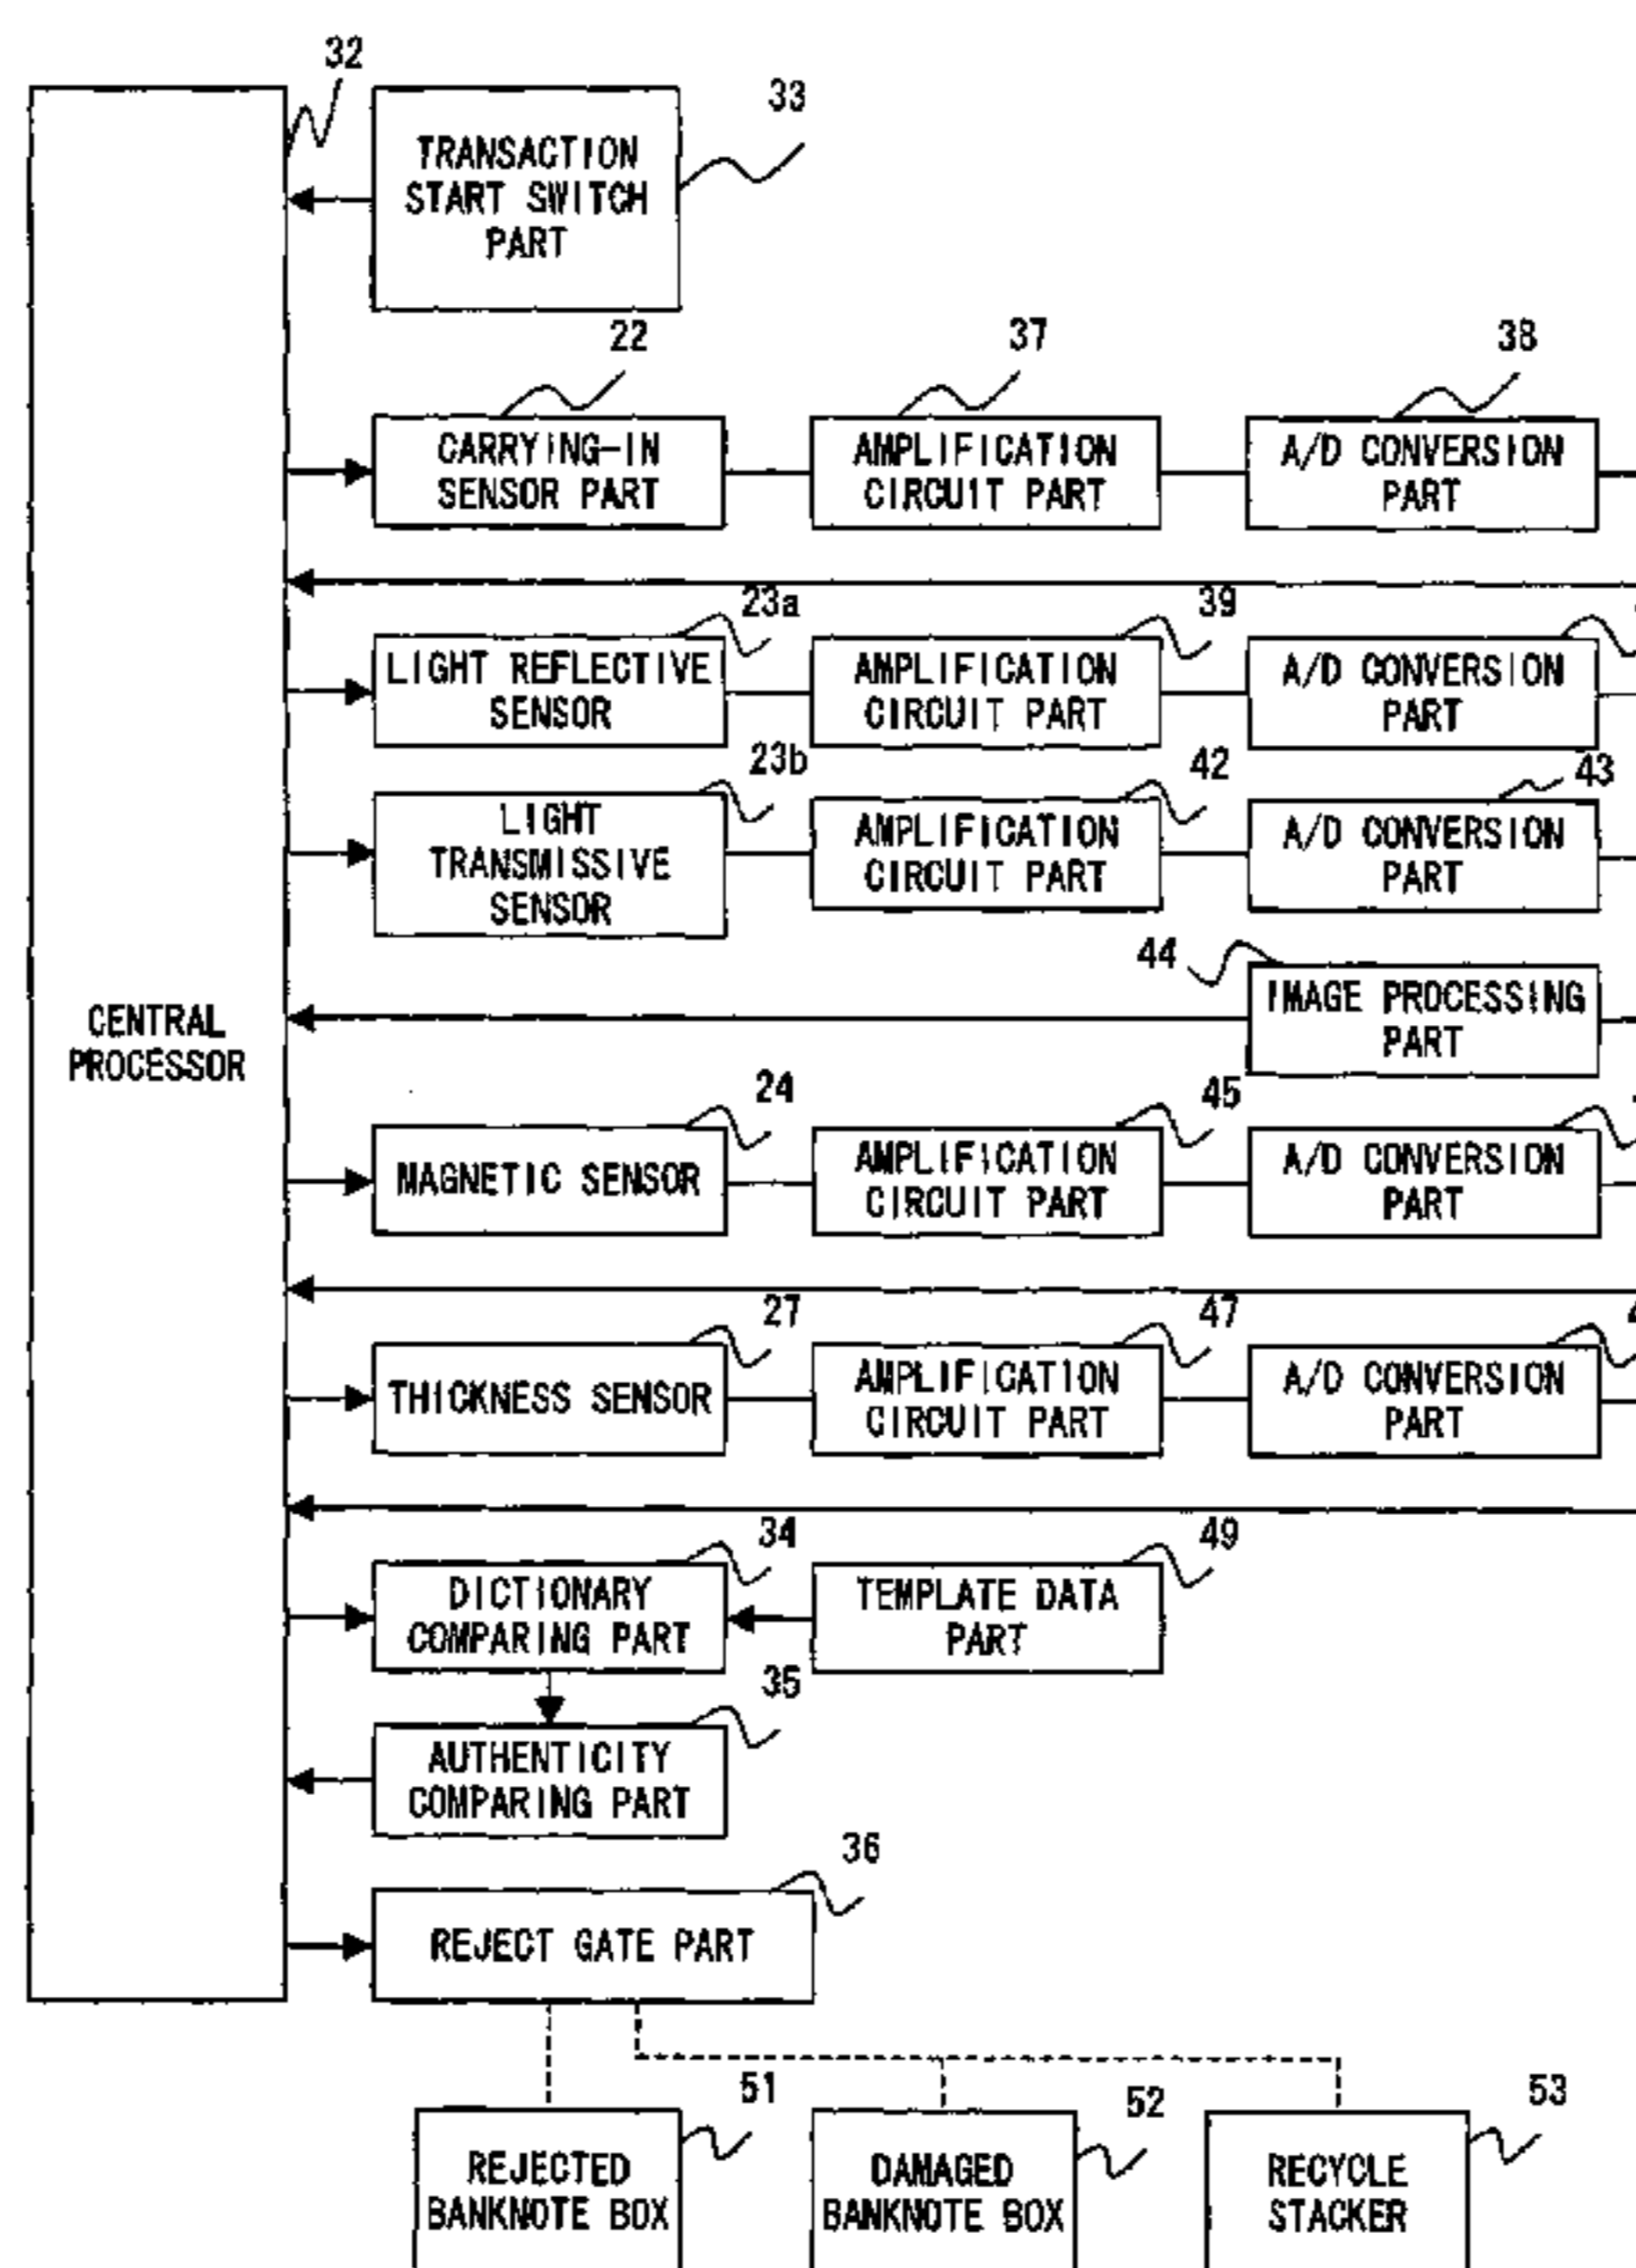 32
33
TRANSACTION
START SWITCH
PART
22
37
38
CARRYING-IN
SENSOR PART
AMPLIFICATION
CIRCUIT PART
A/D CONVERSION
PART
23a
39
LIGHT REFLECTIVE
SENSOR
AMPLIFICATION
CIRCUIT PART
A/D CONVERSION
PART
23b
42
43
LIGHT
TRANSMISSIVE
SENSOR
AMPLIFICATION
CIRCUIT PART
A/D CONVERSION
PART
44
IMAGE PROCESSING
PART
CENTRAL
PROCESSOR
24
45
MAGNETIC SENSOR
AMPLIFICATION
CIRCUIT PART
A/D CONVERSION
PART
27
47
THICKNESS SENSOR
AMPLIFICATION
CIRCUIT PART
A/D CONVERSION
PART
34
49
DICTIONARY
COMPARING PART
TEMPLATE DATA
PART
35
AUTHENTICITY
COMPARING PART
36
REJECT GATE PART
51
52
53
REJECTED
BANKNOTE BOX
DAMAGED
BANKNOTE BOX
RECYCLE
STACKER